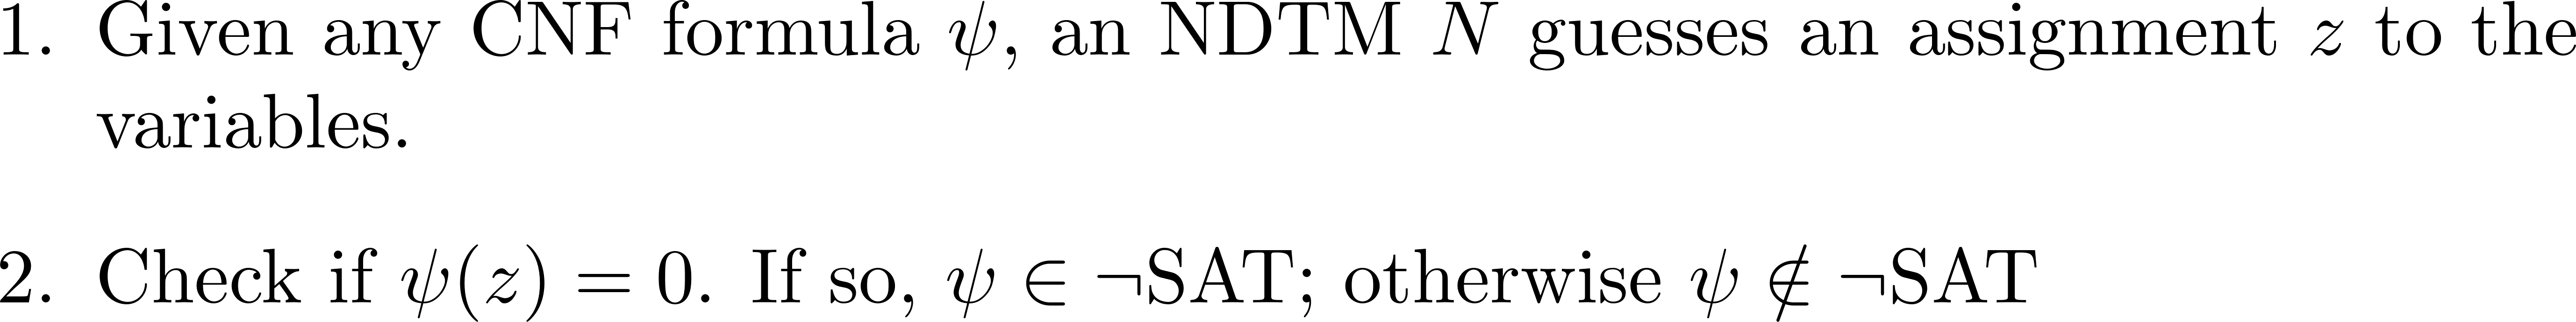 1. Given any CNF formula ψ, an NDTM N guesses an assignment z to the
variables.
2. Check if ψ(z) = 0. If so, ψ ∈ ¬SAT; otherwise ψ ∉ ¬SAT